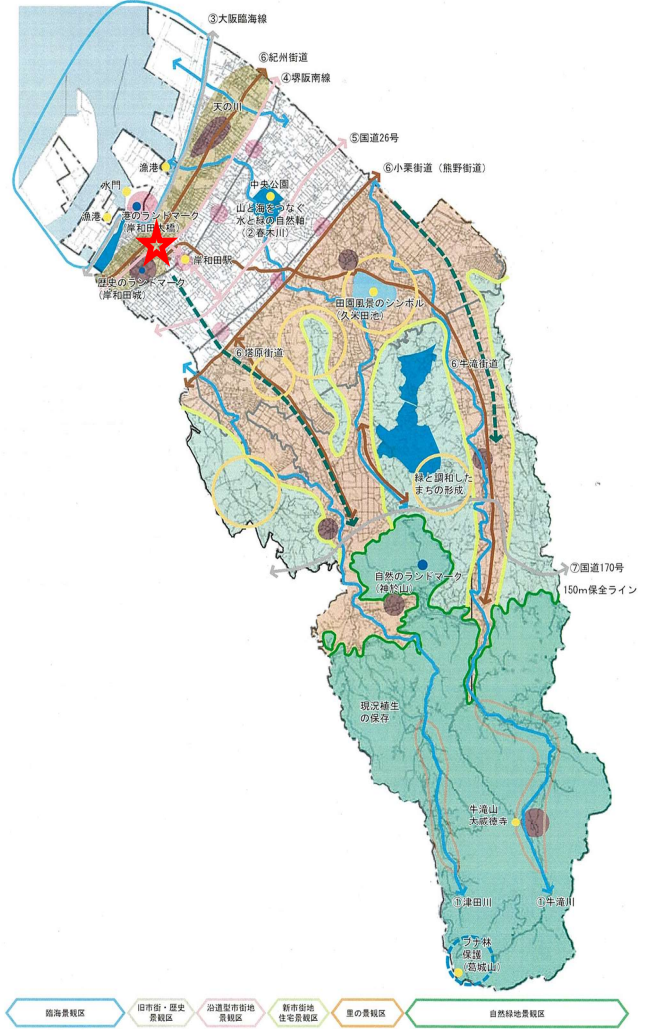 ③大阪臨海線
⑥紀州街道
④堺阪南線
天の川
⑤国道26号
漁港
⑥小栗街道（熊野街道）
水門
中央公園
漁港
港のランドマーク
（岸和田大橋）
山と海をつなぐ
水と緑の自然軸
（②春木川）
岸和田駅
歴史のランドマーク
（岸和田城）
田園風景のシンボル
（久米田池）
6 塔原街道
6 牛滝街道
緑と調和した
まちの形成
⑦国道170号
自然のランドマーク
（神於山）
150m保全ライン
現況植生
の保存
牛滝山
大威徳寺
①津田川
①牛滝川
ブナ林
保護
（葛城山）
臨海景観区
旧市街・歴史
景観区
沿道型市街地
景観区
新市街地
住宅景観区
里の景観区
自然緑地景観区